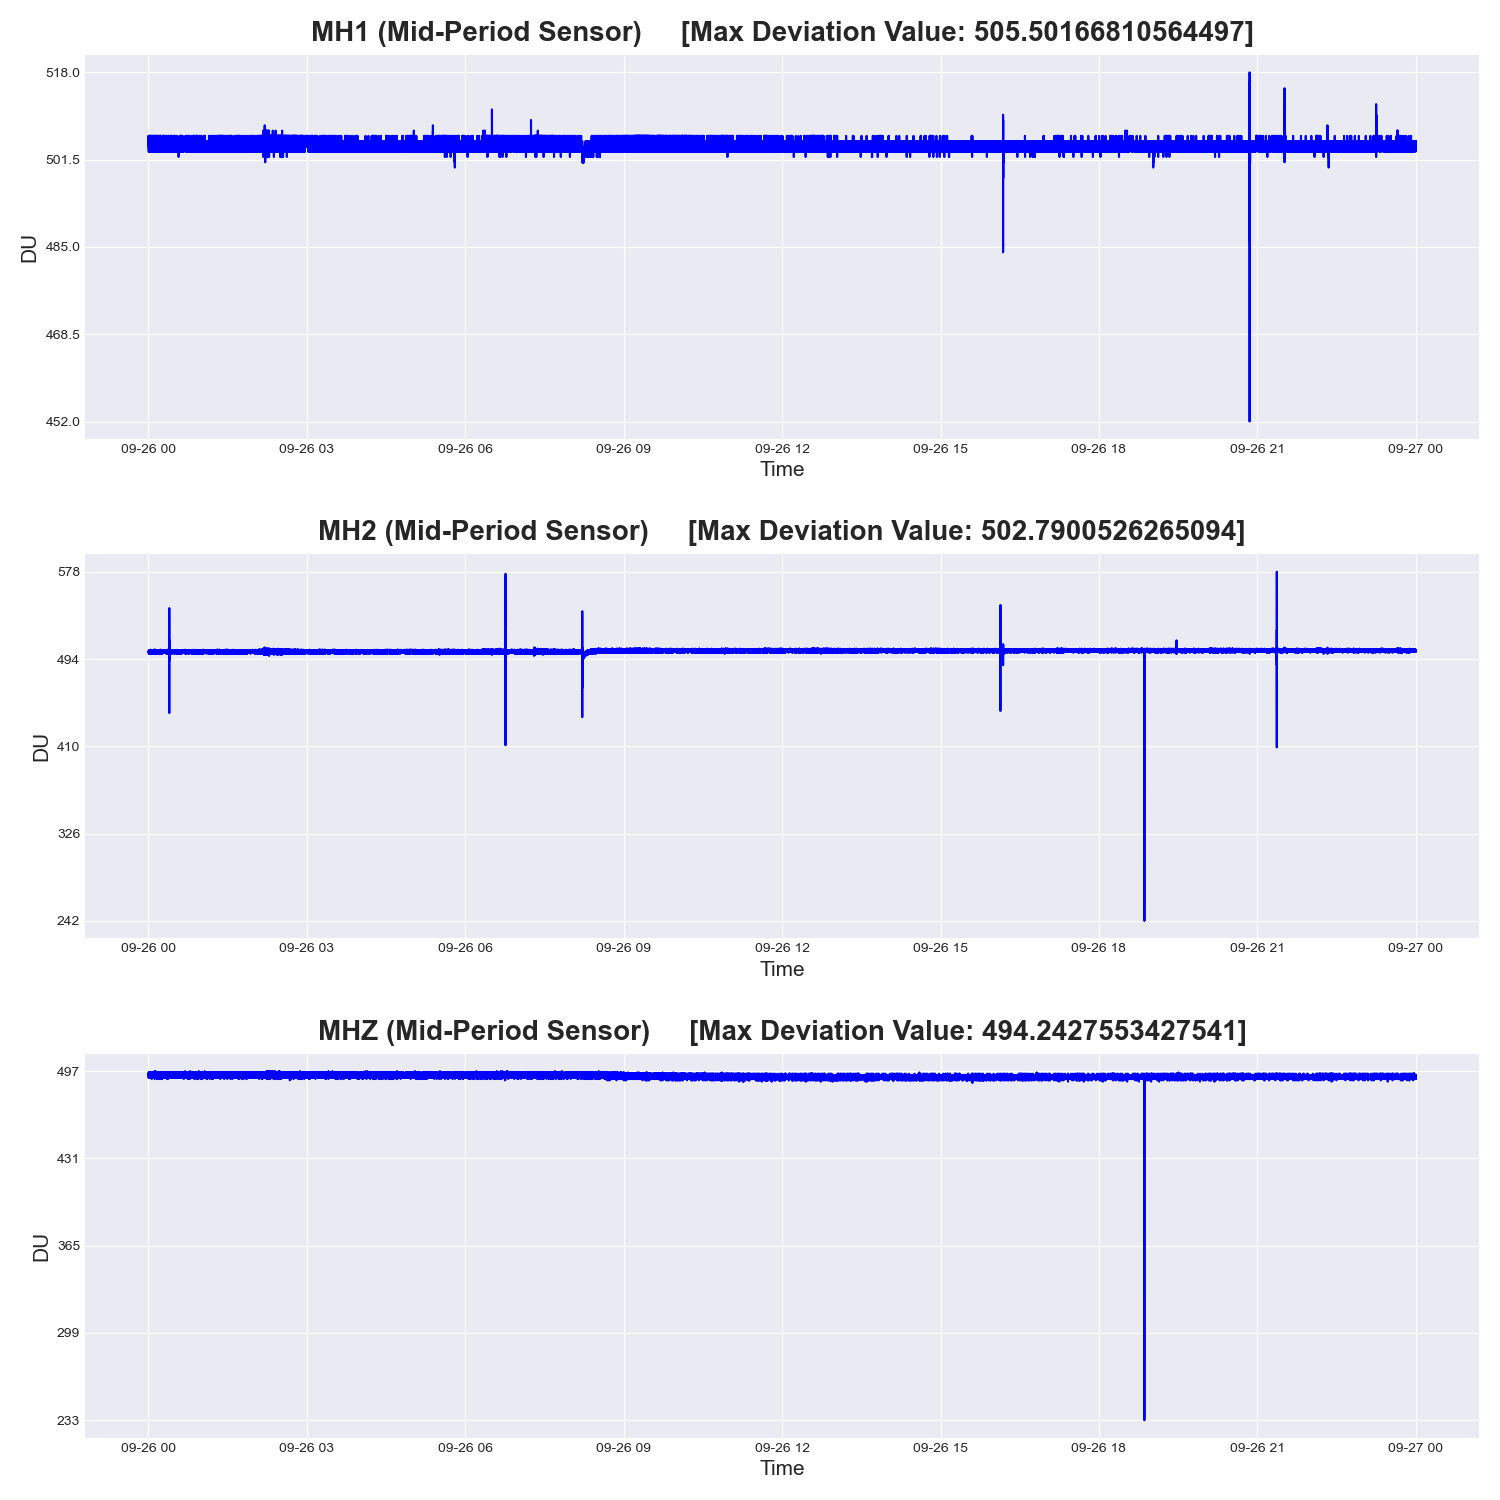 MH1 (Mid-Period Sensor) [Max Deviation Value: 505.50166810564497]
518.0
501.5
485.0
468.5
452.0
DU
09-26 00 09-26 03 09-26 06 09-26 09 09-26 12 09-26 15 09-26 18 09-26 21 09-27 00
Time
MH2 (Mid-Period Sensor) [Max Deviation Value: 502.7900526265094]
578
494
410
326
242
DU
09-26 00 09-26 03 09-26 06 09-26 09 09-26 12 09-26 15 09-26 18 09-26 21 09-27 00
Time
MHZ (Mid-Period Sensor) [Max Deviation Value: 494.2427553427541]
497
431
365
299
233
DU
09-26 00 09-26 03 09-26 06 09-26 09 09-26 12 09-26 15 09-26 18 09-26 21 09-27 00
Time